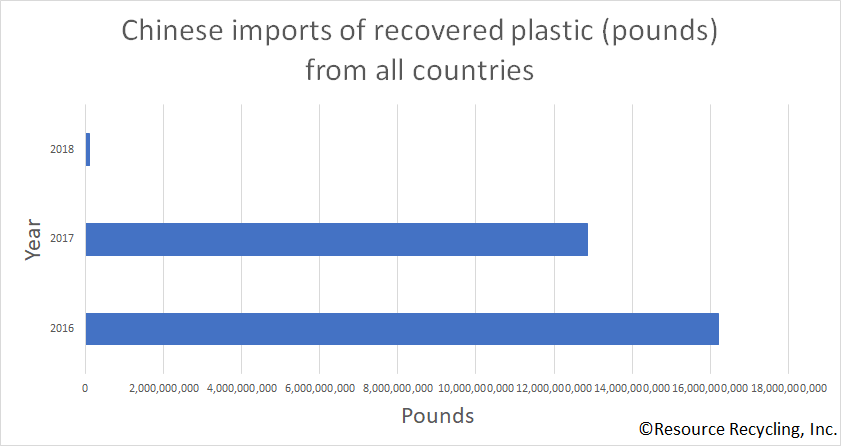 Chinese imports of recovered plastic (pounds)
from all countries
2018
2017
2016
Year
0 2,000,000,000 4,000,000,000 6,000,000,000 8,000,000,000 10,000,000,000 12,000,000,000 14,000,000,000 16,000,000,000 18,000,000,000
Pounds
©Resource Recycling, Inc.